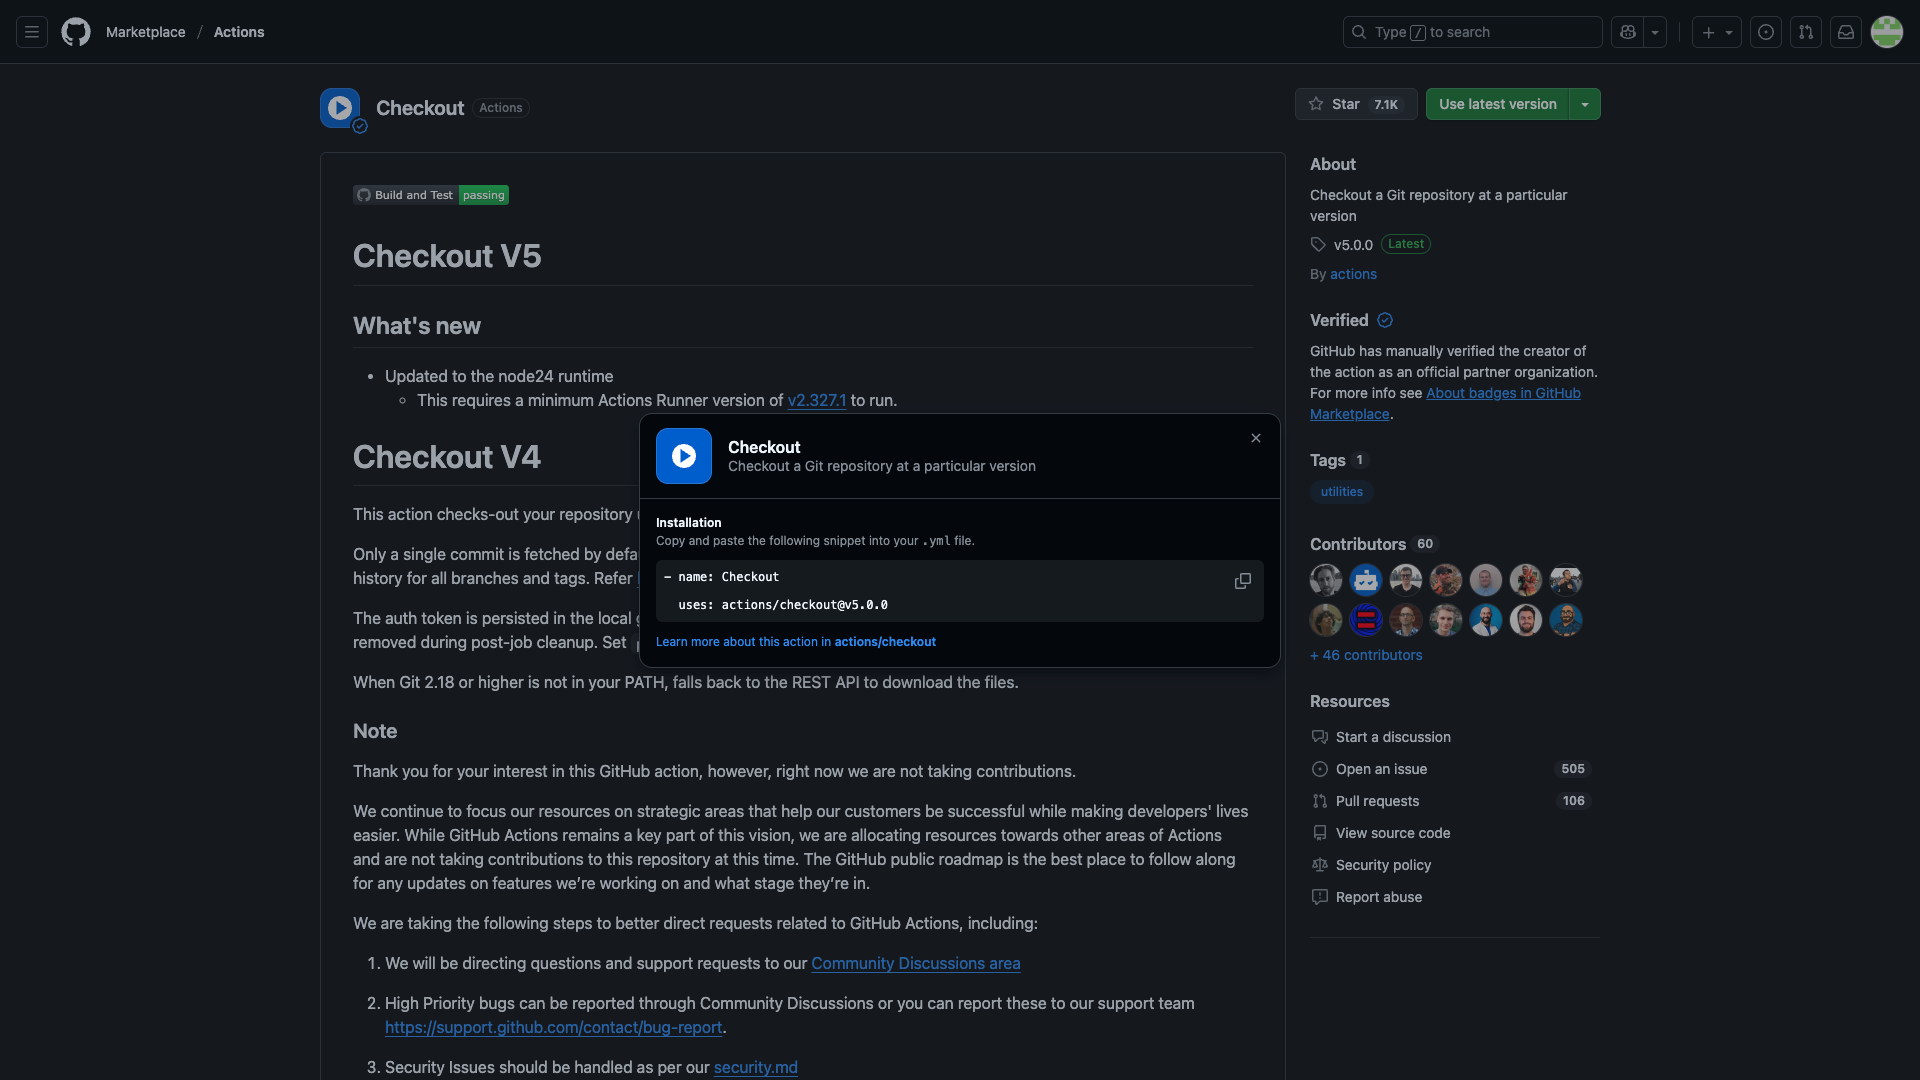 Marketplace / Actions
Type / to search
Checkout Actions
Star 7.1K
Use latest version
Build and Test passing
Checkout V5
What's new
Updated to the node24 runtime
This requires a minimum Actions Runner version of v2.327.1 to run.
Checkout V4
This action checks-out your repository
Only a single commit is fetched by
history for all branches and tags. Refer
The auth token is persisted in the local
removed during post-job cleanup. Set
When Git 2.18 or higher is not in your PATH, falls back to the REST API to download the files.
Note
Thank you for your interest in this GitHub action, however, right now we are not taking contributions.
We continue to focus our resources on strategic areas that help our customers be successful while making developers' lives
easier. While GitHub Actions remains a key part of this vision, we are allocating resources towards other areas of Actions
and are not taking contributions to this repository at this time. The GitHub public roadmap is the best place to follow along
for any updates on features we’re working on and what stage they’re in.
We are taking the following steps to better direct requests related to GitHub Actions, including:
1. We will be directing questions and support requests to our Community Discussions area
2. High Priority bugs can be reported through Community Discussions or you can report these to our support team
https://support.github.com/contact/bug-report.
3. Security Issues should be handled as per our security.md
Checkout
Checkout a Git repository at a particular version
Installation
Copy and paste the following snippet into your .yml file.
- name: Checkout
uses: actions/checkout@v5.0.0
Learn more about this action in actions/checkout
About
Checkout a Git repository at a particular
version
v5.0.0 Latest
By actions
Verified
GitHub has manually verified the creator of
the action as an official partner organization.
For more info see About badges in GitHub
Marketplace.
Tags 1
utilities
Contributors 60
+ 46 contributors
Resources
Start a discussion
Open an issue 505
Pull requests 106
View source code
Security policy
Report abuse